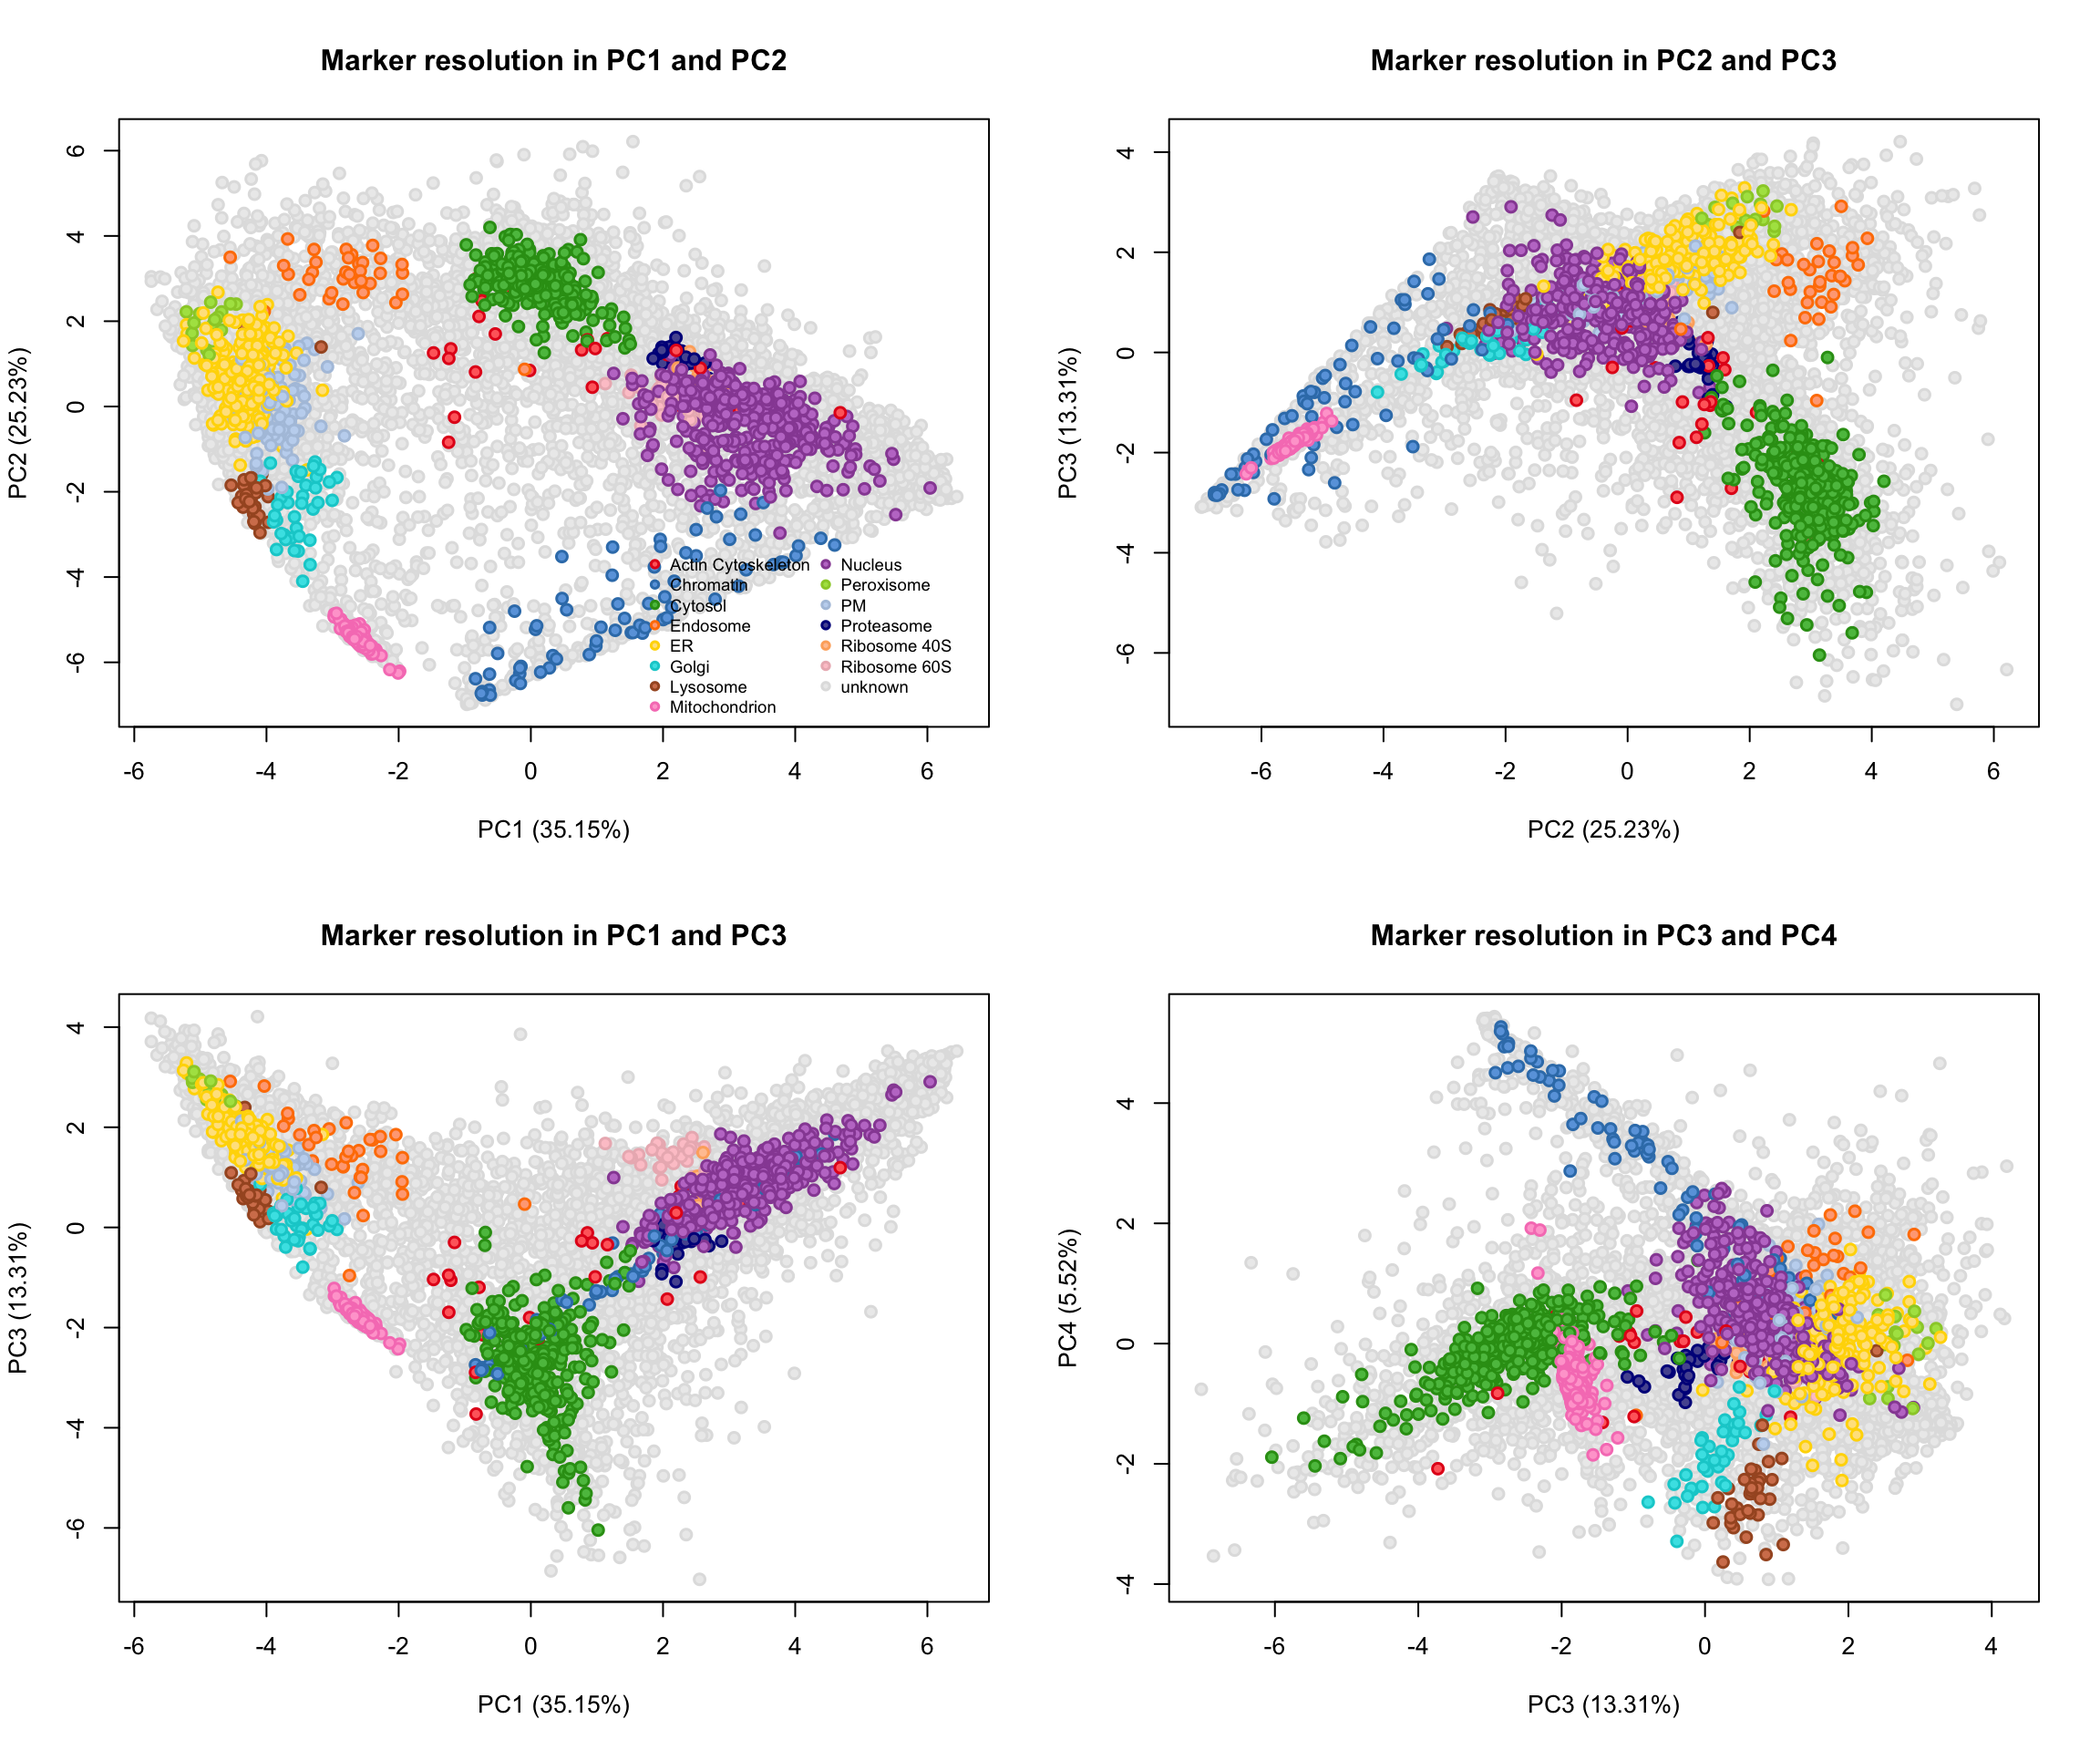 Marker resolution in PC1 and PC2
PC2 (25.23%)
6
4
2
0
-2
-4
-6
Actin Cytoskeleton
Chromatin
Cytosol
Endosome
ER
Golgi
Lysosome
Mitochondrion
Nucleus
Peroxisome
PM
Proteasome
Ribosome 40S
Ribosome 60S
unknown
-6 -4 -2 0 2 4 6
PC1 (35.15%)
Marker resolution in PC2 and PC3
PC3 (13.31%)
4
2
0
-2
-4
-6
-6 -4 -2 0 2 4 6
PC2 (25.23%)
Marker resolution in PC1 and PC3
PC3 (13.31%)
4
2
0
-2
-4
-6
-6 -4 -2 0 2 4 6
PC1 (35.15%)
Marker resolution in PC3 and PC4
PC4 (5.52%)
4
2
0
-2
-4
-6 -4 -2 0 2 4
PC3 (13.31%)